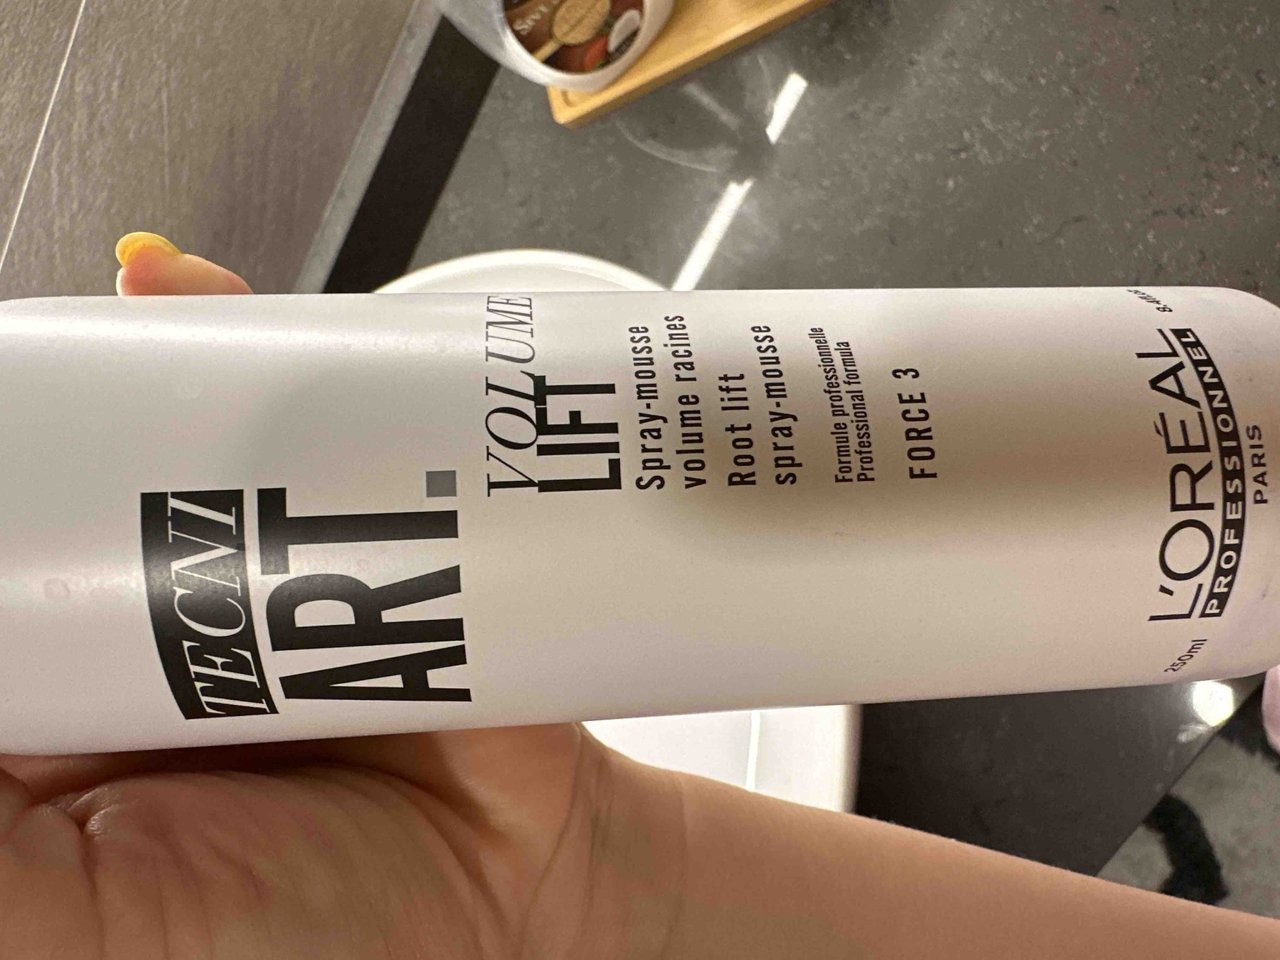 TECNI
ART.
VOLUME
LIFT
Spray-mousse
volume racines
Root lift
spray-mousse
Formule professionnelle
Professional formula
FORCE 3
L'ORÉAL
PROFESSIONNEL
PARIS
250ml